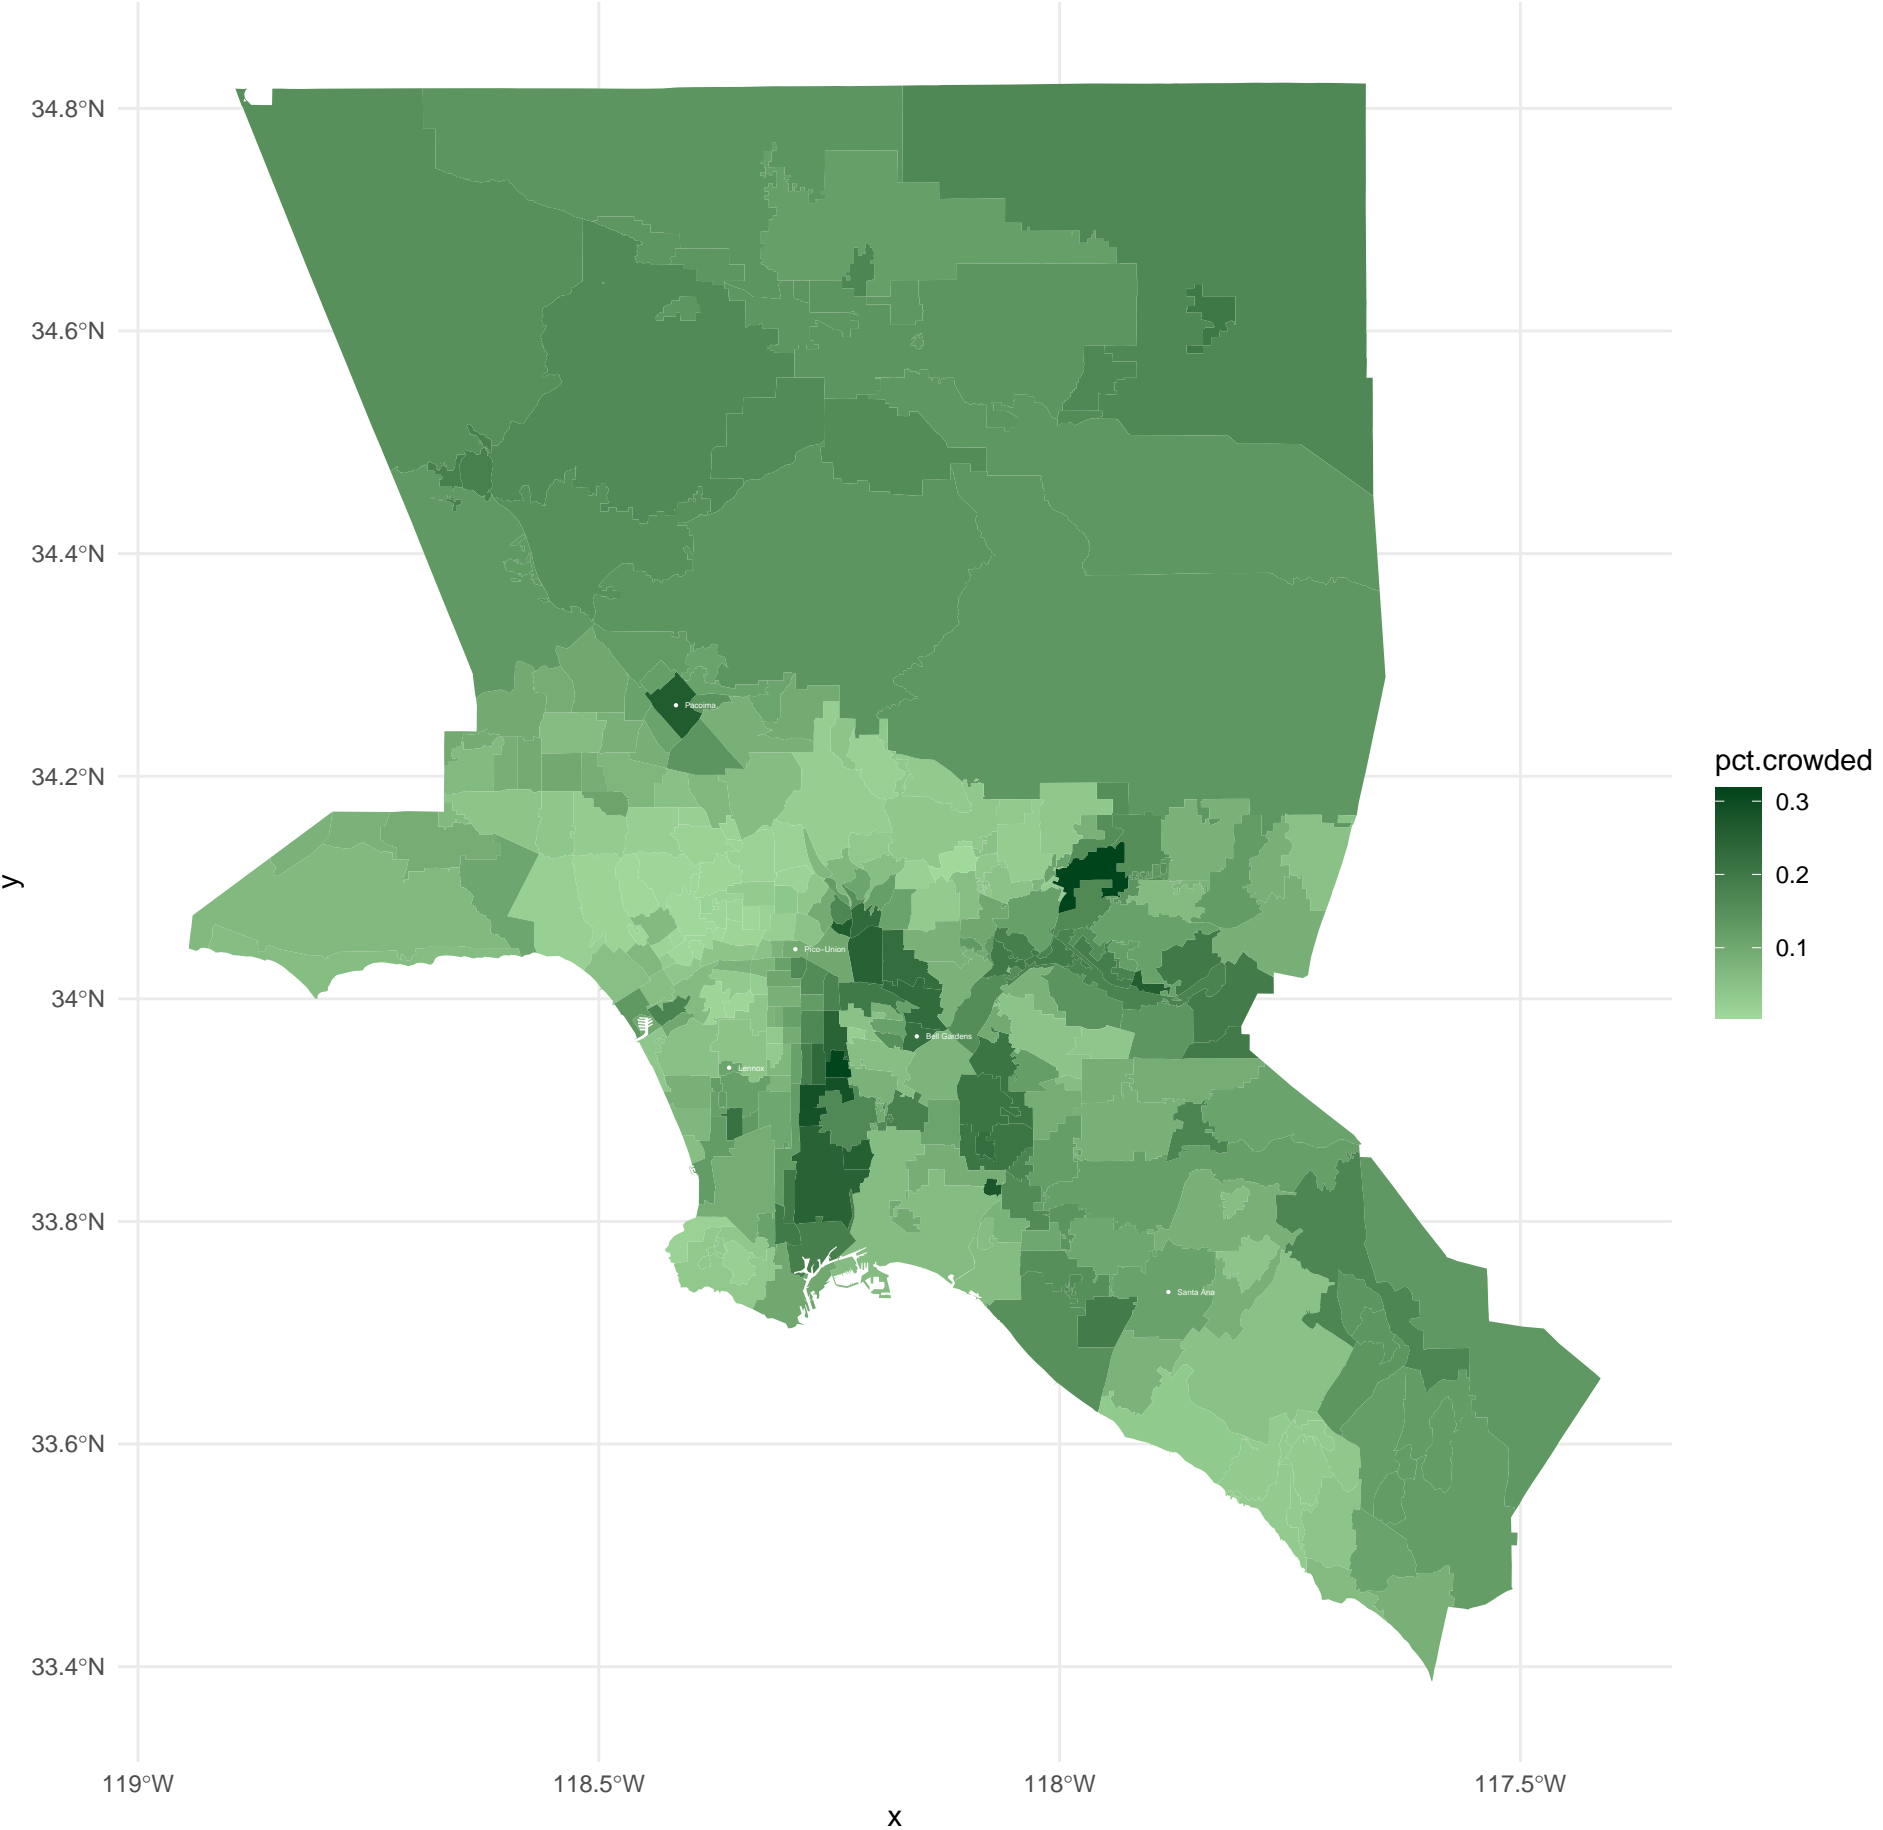 34.8°N
34.6°N
34.4°N
34.2°N
34°N
33.8°N
33.6°N
33.4°N
y
Pacoima
Pico−Union
Bell Gardens
Lennox
Santa Ana
119°W
118.5°W
118°W
117.5°W
x
pct.crowded
0.3
0.2
0.1